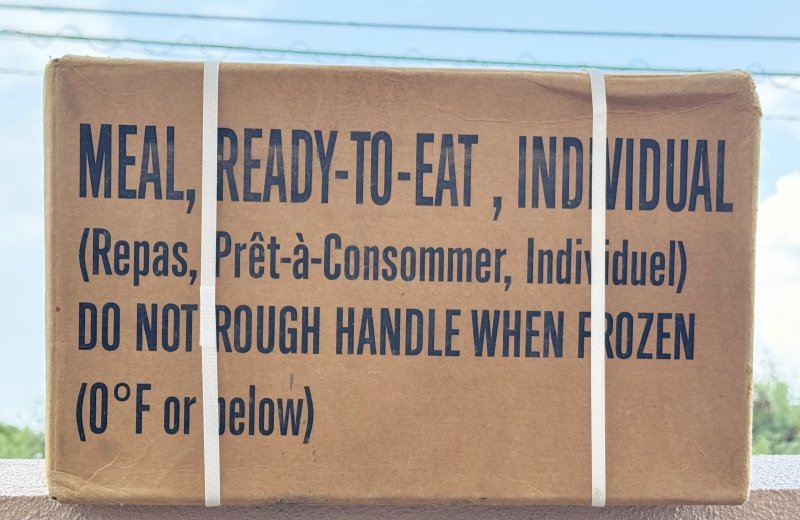 MEAL, READY-TO-EAT , INDIVIDUAL
(Repas, Prêt-à-Consommer, Individuel)
DO NOT ROUGH HANDLE WHEN FROZEN
(0°F or below)